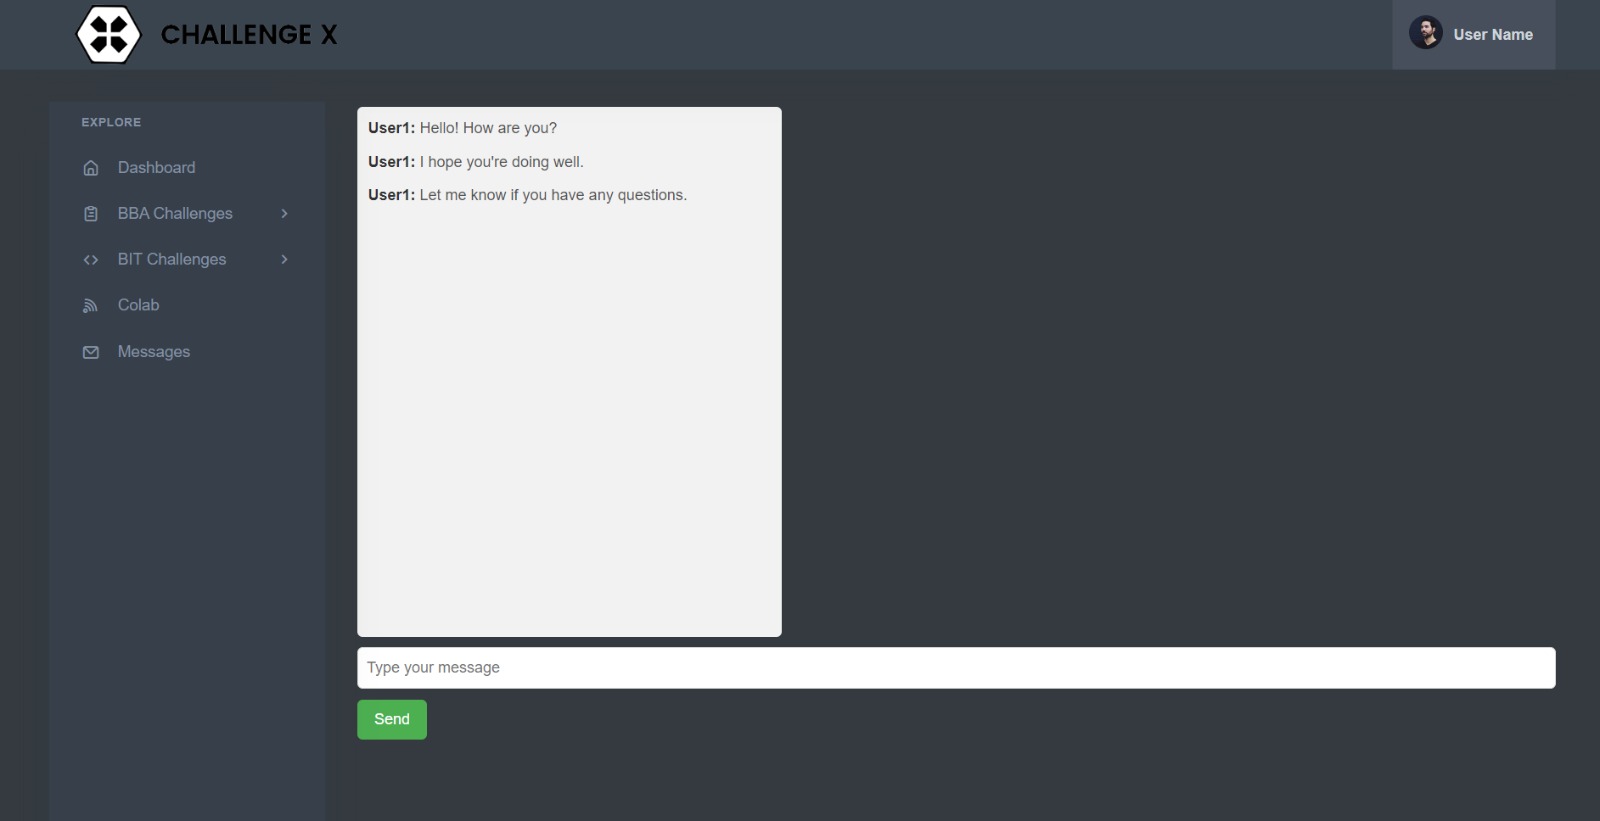 CHALLENGE X
User Name
EXPLORE
Dashboard
BBA Challenges
BIT Challenges
Colab
Messages
User1: Hello! How are you?
User1: I hope you're doing well.
User1: Let me know if you have any questions.
Type your message
Send